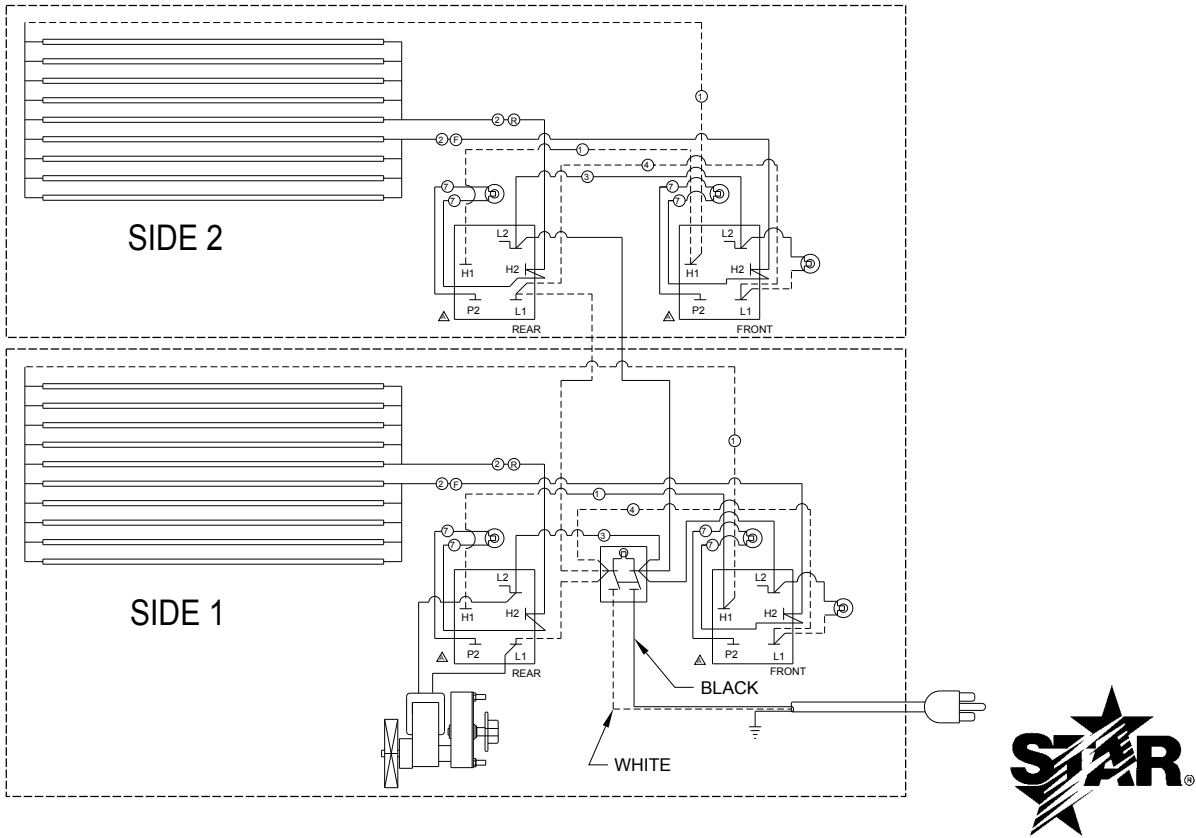 1
2 R
2 F
1
4
3
7
7
7
7
SIDE 2
L2
L2
H1
H2
H1
H2
P2
L1
P2
L1
A
A
REAR
FRONT
1
2 R
2 F
1
4
3
7
7
7
7
SIDE 1
L2
L2
H1
H2
H1
H2
P2
L1
P2
L1
A
A
REAR
FRONT
BLACK
WHITE
STAR®